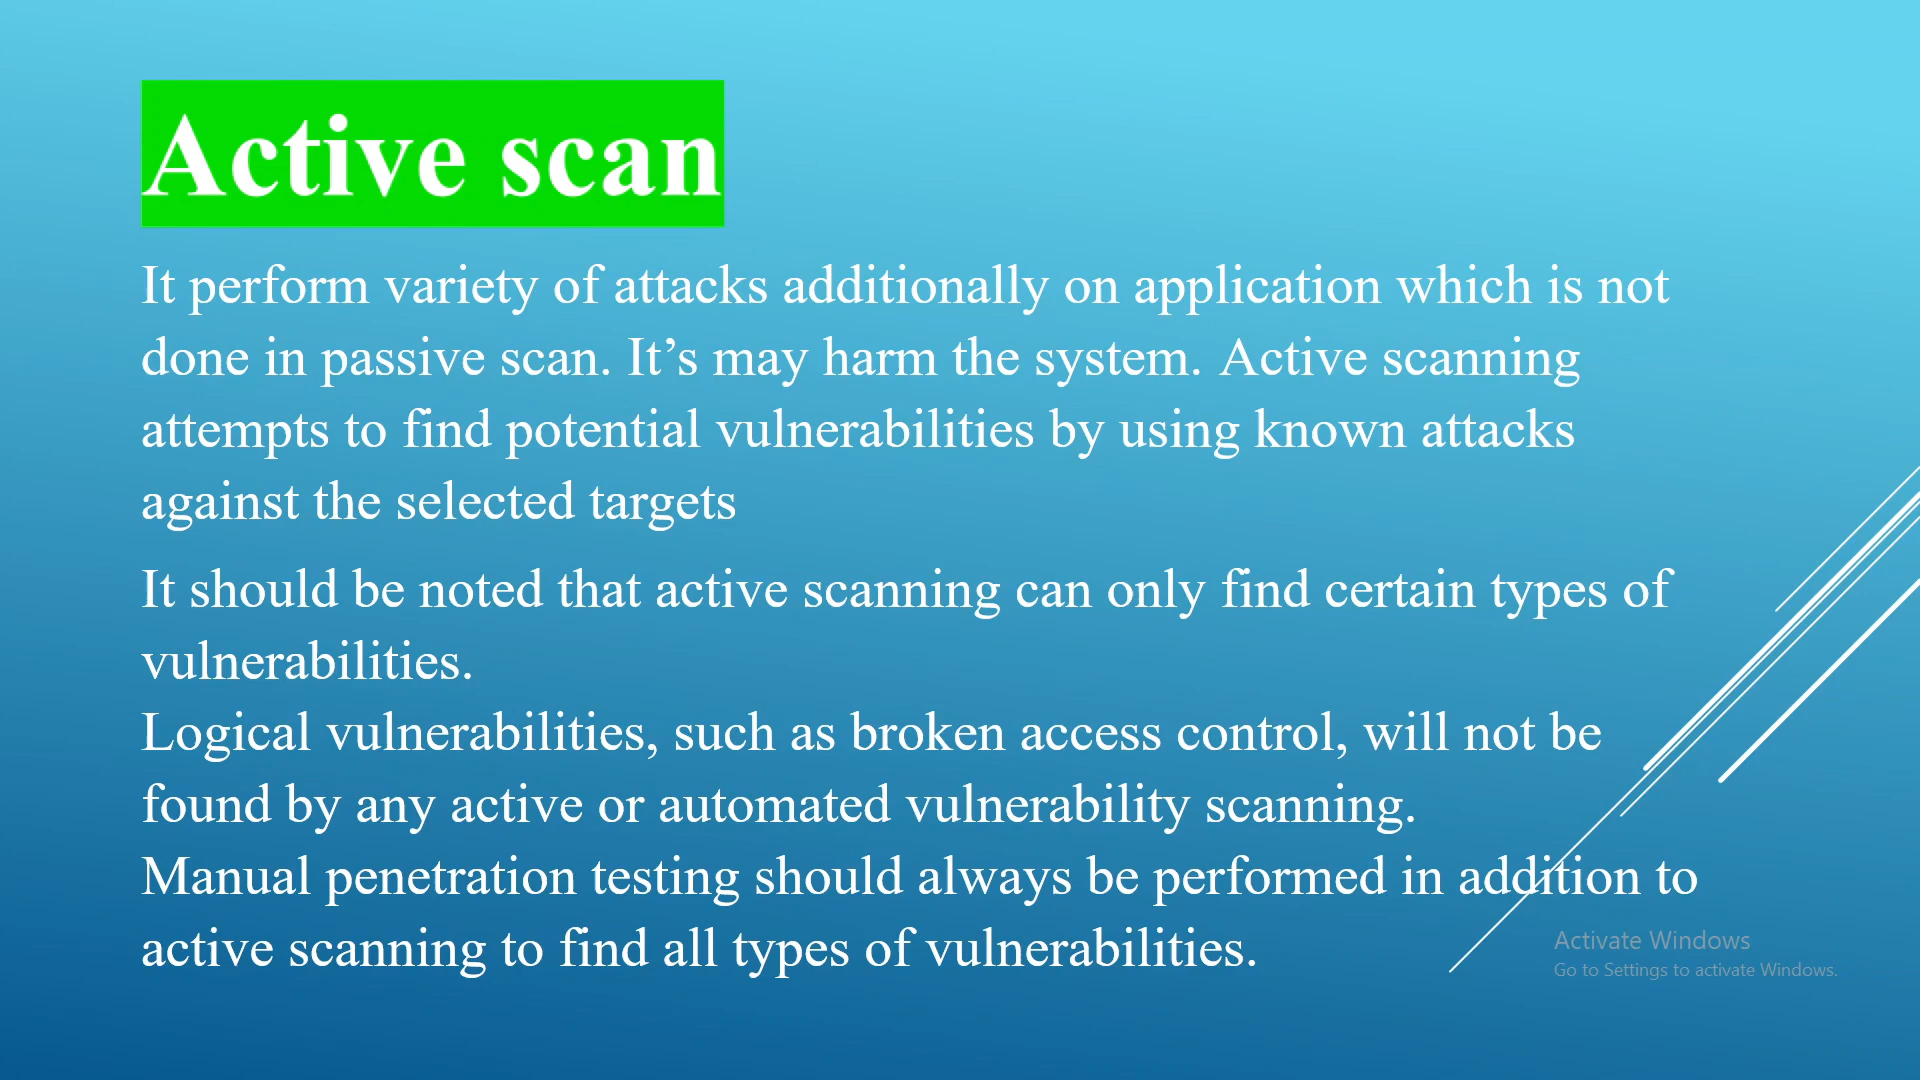 Active scan
It perform variety of attacks additionally on application which is not
done in passive scan. It’s may harm the system. Active scanning
attempts to find potential vulnerabilities by using known attacks
against the selected targets
It should be noted that active scanning can only find certain types of
vulnerabilities.
Logical vulnerabilities, such as broken access control, will not be
found by any active or automated vulnerability scanning.
Manual penetration testing should always be performed in addition to
active scanning to find all types of vulnerabilities.
Activate Windows
Go to Settings to activate Windows.